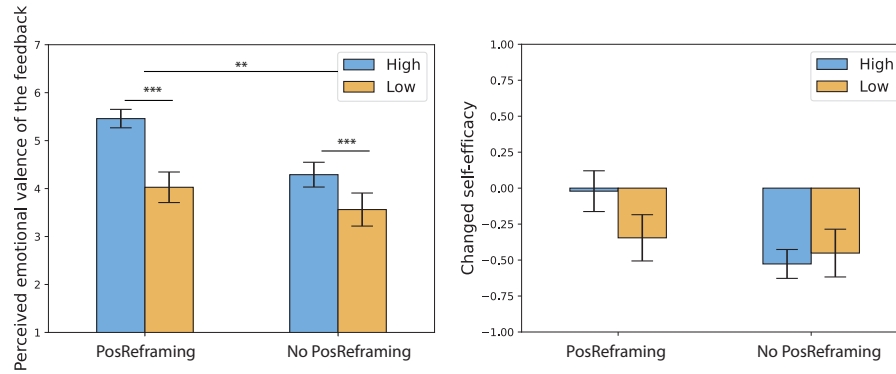 Perceived emotional valence of the feedback
7
6
5
4
3
2
1
**
***
***
High
Low
PosReframing
No PosReframing
Changed self-efficacy
1.00
0.75
0.50
0.25
0.00
−0.25
−0.50
−0.75
−1.00
High
Low
PosReframing
No PosReframing